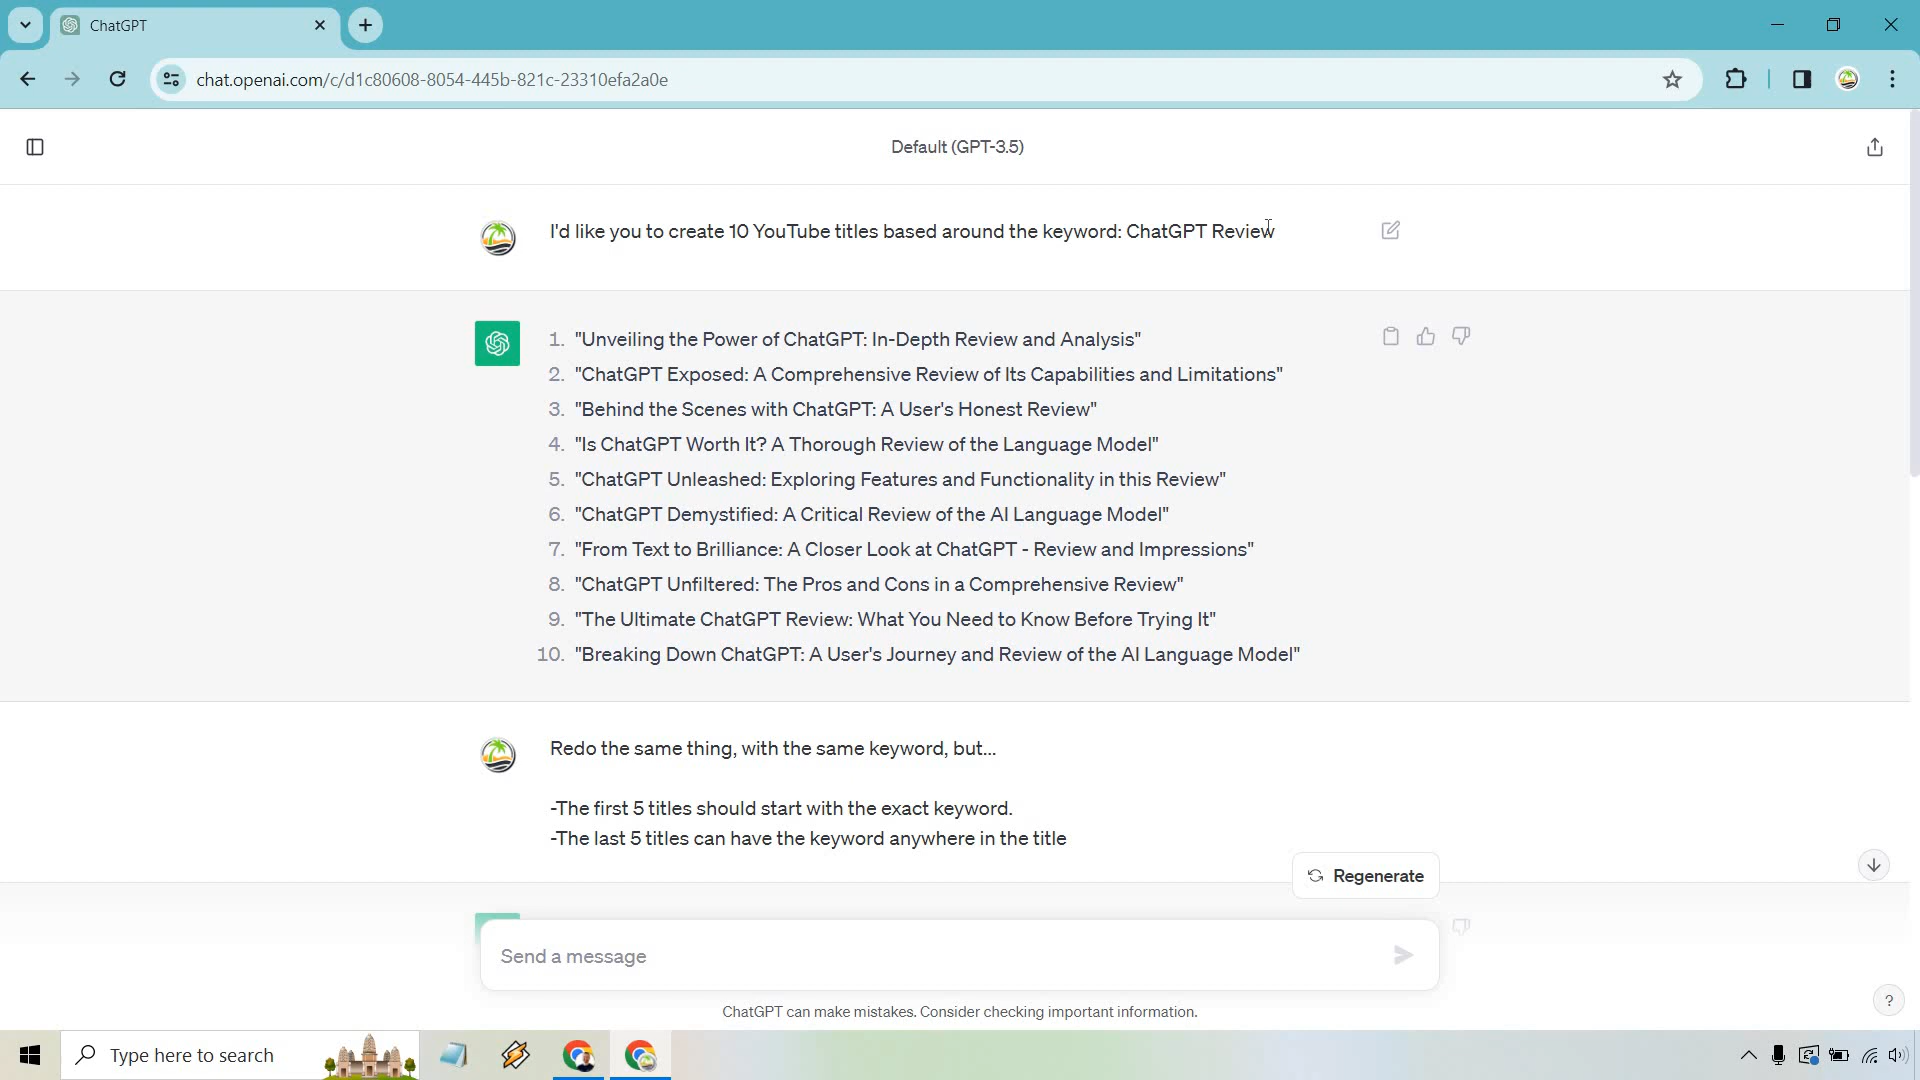 ChatGPT
chat.openai.com/c/d1c80608-8054-445b-821c-23310efa2a0e
Default (GPT-3.5)
I'd like you to create 10 YouTube titles based around the keyword: ChatGPT Review
1. "Unveiling the Power of ChatGPT: In-Depth Review and Analysis"
2. "ChatGPT Exposed: A Comprehensive Review of Its Capabilities and Limitations"
3. "Behind the Scenes with ChatGPT: A User's Honest Review"
4. "Is ChatGPT Worth It? A Thorough Review of the Language Model"
5. "ChatGPT Unleashed: Exploring Features and Functionality in this Review"
6. "ChatGPT Demystified: A Critical Review of the AI Language Model"
7. "From Text to Brilliance: A Closer Look at ChatGPT - Review and Impressions"
8. "ChatGPT Unfiltered: The Pros and Cons in a Comprehensive Review"
9. "The Ultimate ChatGPT Review: What You Need to Know Before Trying It"
10. "Breaking Down ChatGPT: A User's Journey and Review of the AI Language Model"
Redo the same thing, with the same keyword, but...
-The first 5 titles should start with the exact keyword.
-The last 5 titles can have the keyword anywhere in the title
Regenerate
Send a message
ChatGPT can make mistakes. Consider checking important information.
?
Type here to search